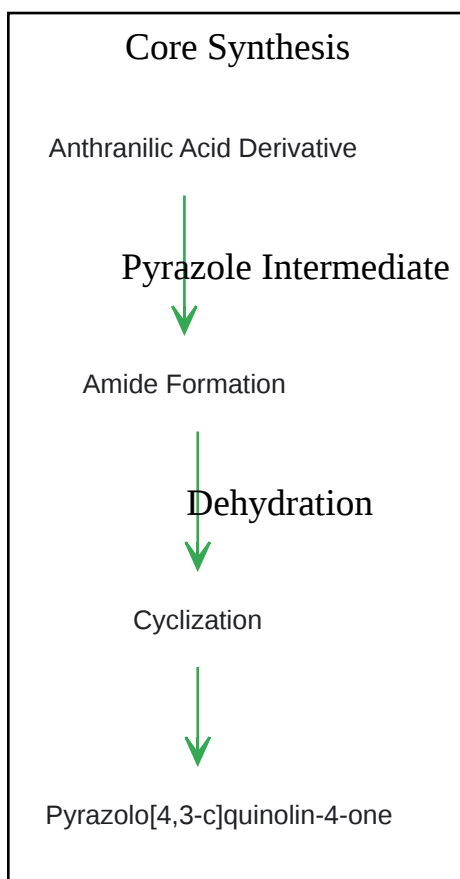 Core Synthesis
Anthranilic Acid Derivative
Pyrazole Intermediate
Amide Formation
Dehydration
Cyclization
Pyrazolo[4,3-c]quinolin-4-one